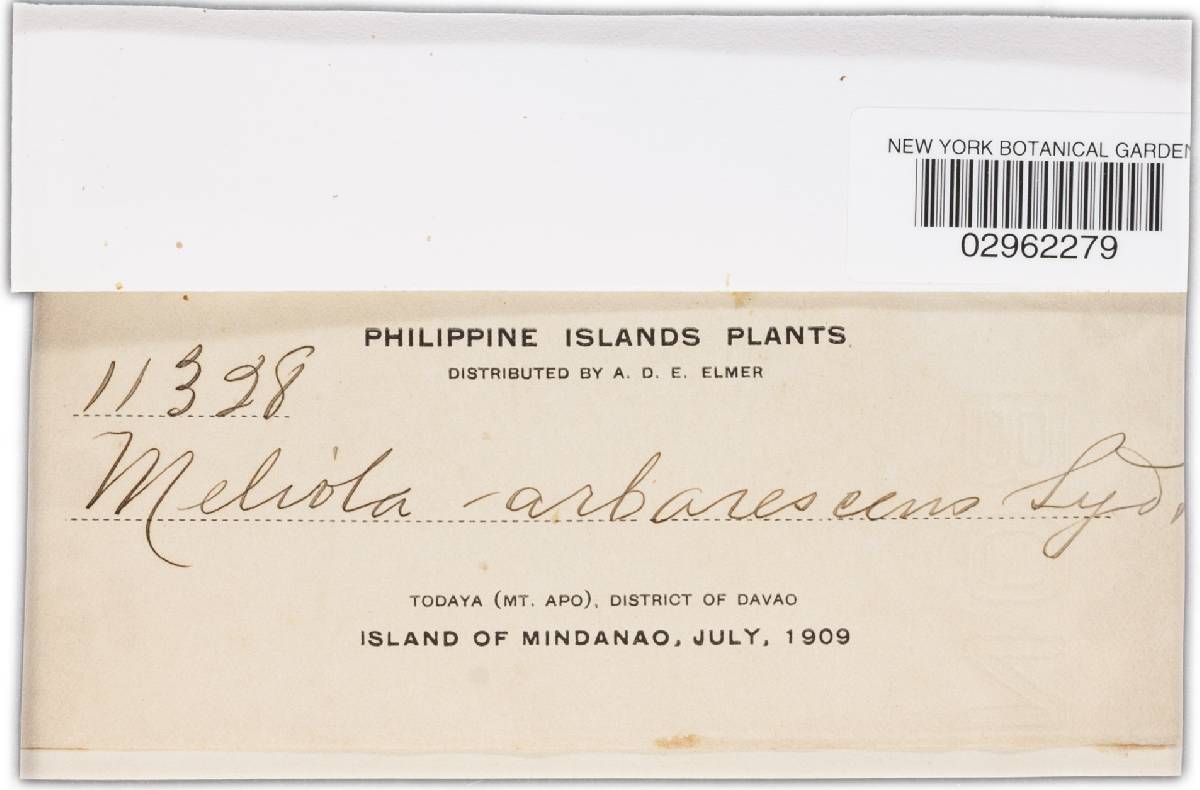 NEW YORK BOTANICAL GARDEN
02962279
PHILIPPINE ISLANDS PLANTS
DISTRIBUTED BY A. D. E. ELMER
11328
Meliola arborescens Syd.
TODAYA (MT. APO), DISTRICT OF DAVAO
ISLAND OF MINDANAO, JULY, 1909